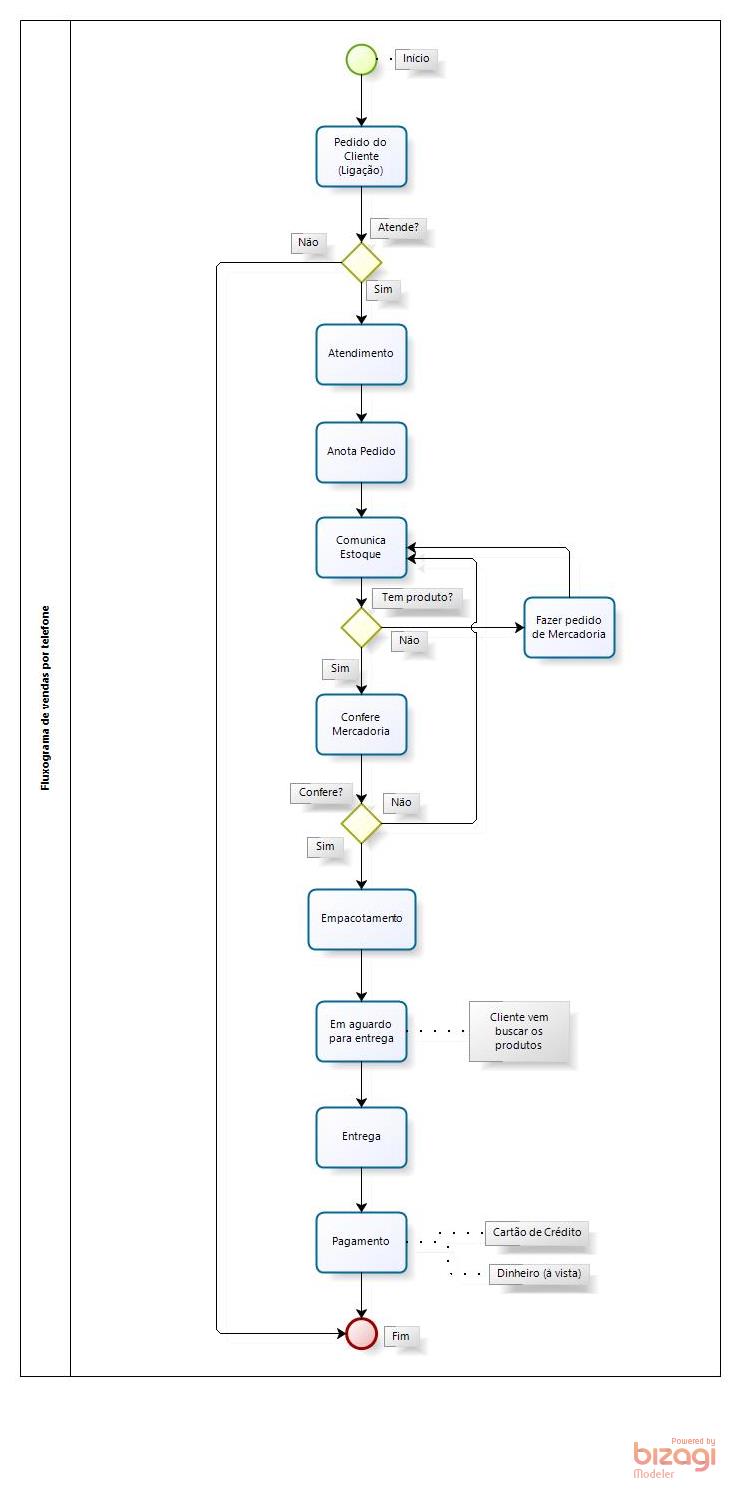 Fluxograma de vendas por telefone
Início
Pedido do
Cliente
(Ligação)
Atende?
Não
Sim
Atendimento
Anota Pedido
Comunica
Estoque
Tem produto?
Não
Fazer pedido
de Mercadoria
Sim
Confere
Mercadoria
Confere?
Não
Sim
Empacotamento
Em aguardo
para entrega
Cliente vem
buscar os
produtos
Entrega
Pagamento
Cartão de Crédito
Dinheiro (á vista)
Fim
Powered by
bizagi
Modeler